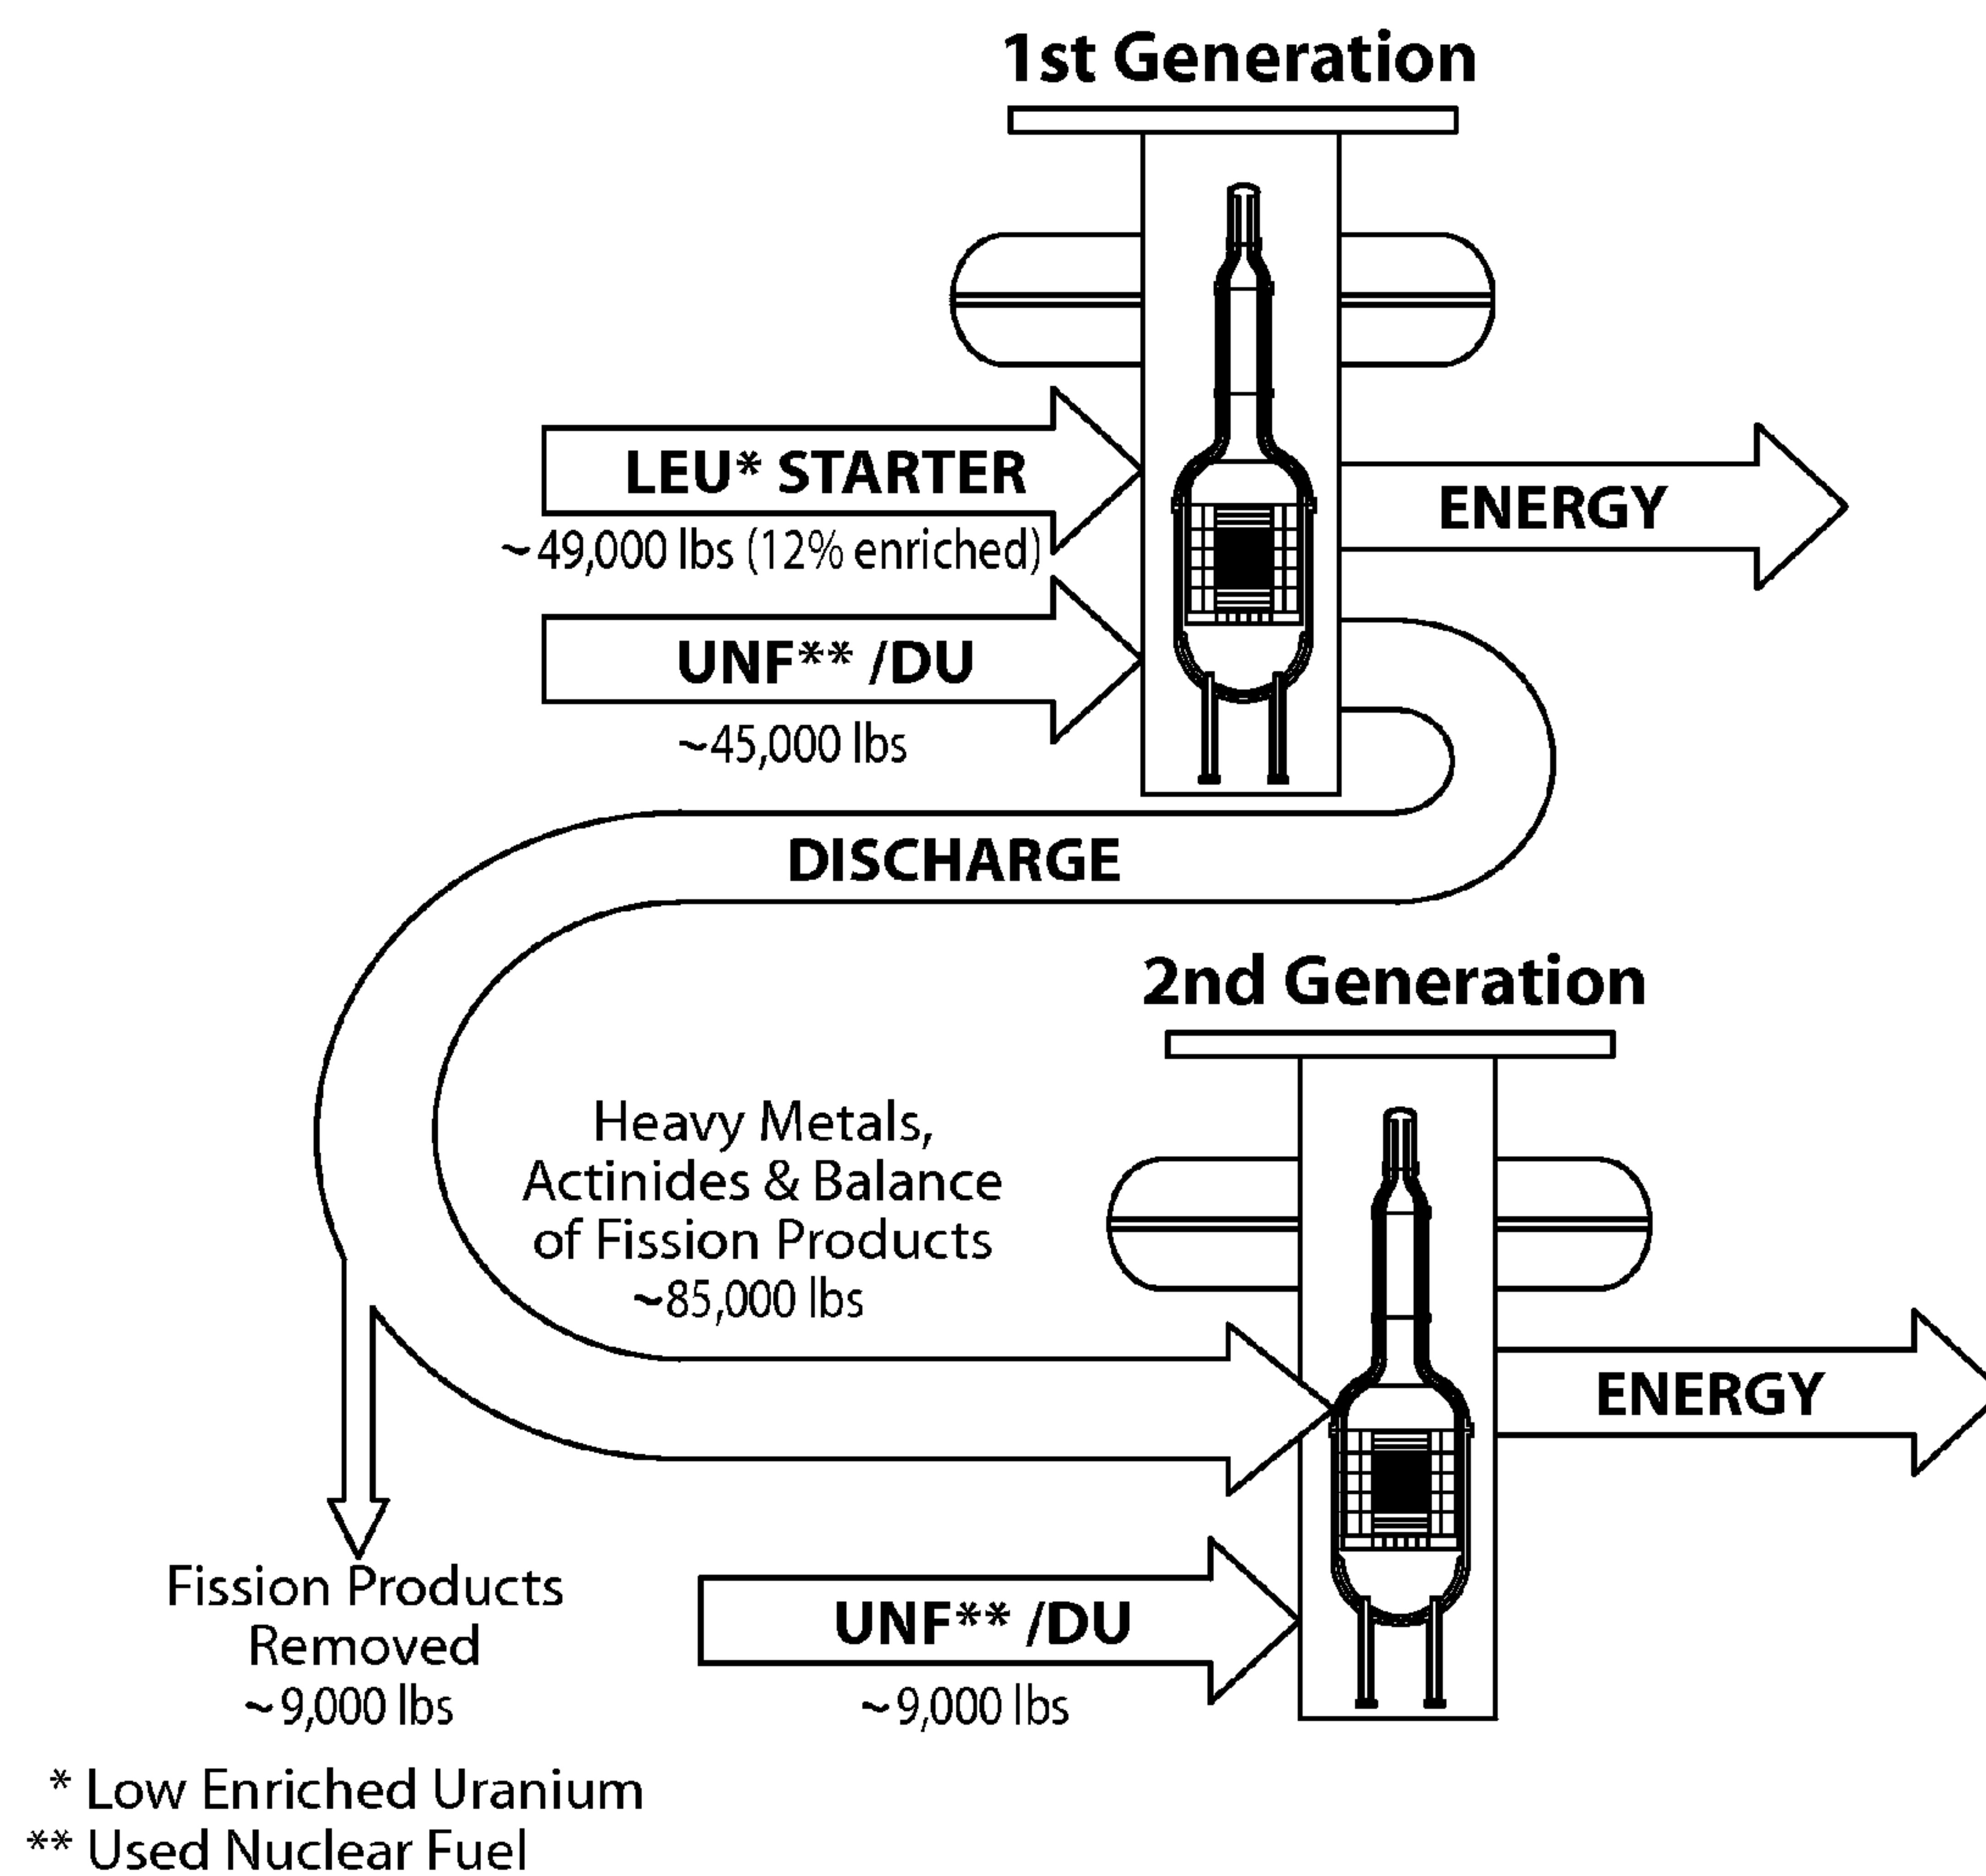 1st Generation
LEU* STARTER
~49,000 lbs (12% enriched)
ENERGY
UNF** /DU
~45,000 lbs
DISCHARGE
2nd Generation
Heavy Metals,
Actinides & Balance
of Fission Products
~85,000 lbs
ENERGY
Fission Products
Removed
~9,000 lbs
UNF** /DU
~9,000 lbs
* Low Enriched Uranium
** Used Nuclear Fuel